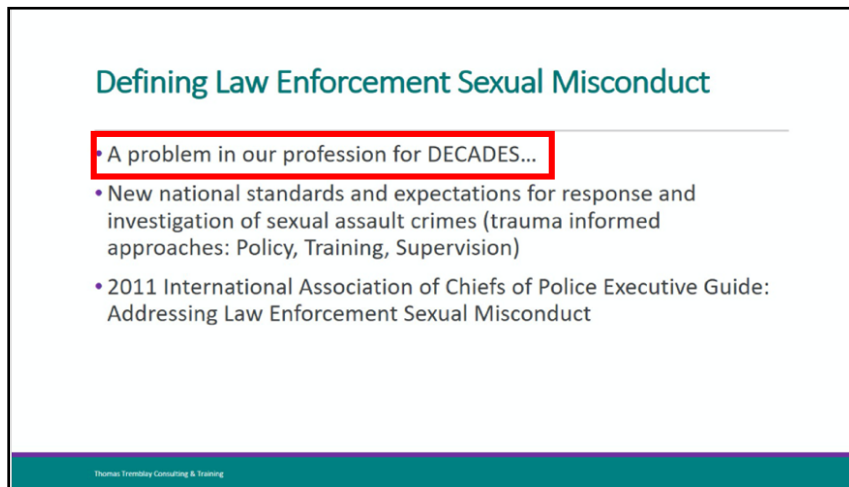 Defining Law Enforcement Sexual Misconduct
• A problem in our profession for DECADES...
• New national standards and expectations for response and
investigation of sexual assault crimes (trauma informed
approaches: Policy, Training, Supervision)
• 2011 International Association of Chiefs of Police Executive Guide:
Addressing Law Enforcement Sexual Misconduct
Thomas Tremblay Consulting & Training